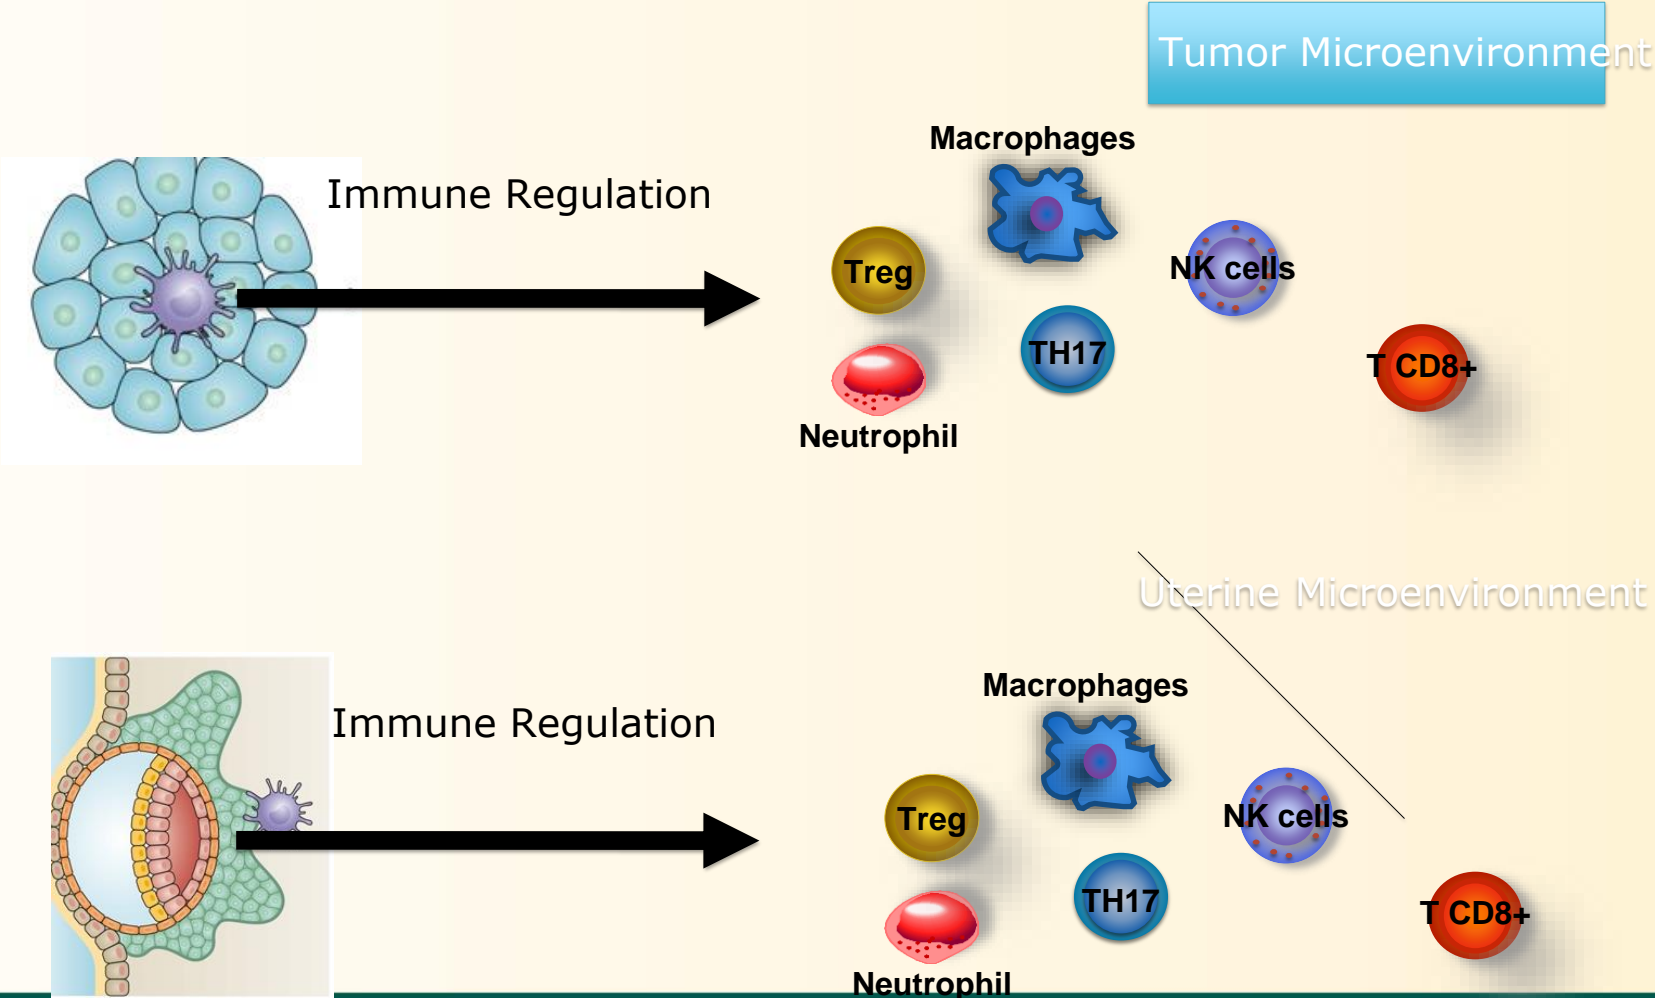 Tumor Microenvironment
Macrophages
Immune Regulation
Treg
NK cells
TH17
T CD8+
Neutrophil
Uterine Microenvironment
Macrophages
Immune Regulation
Treg
NK cells
TH17
T CD8+
Neutrophil